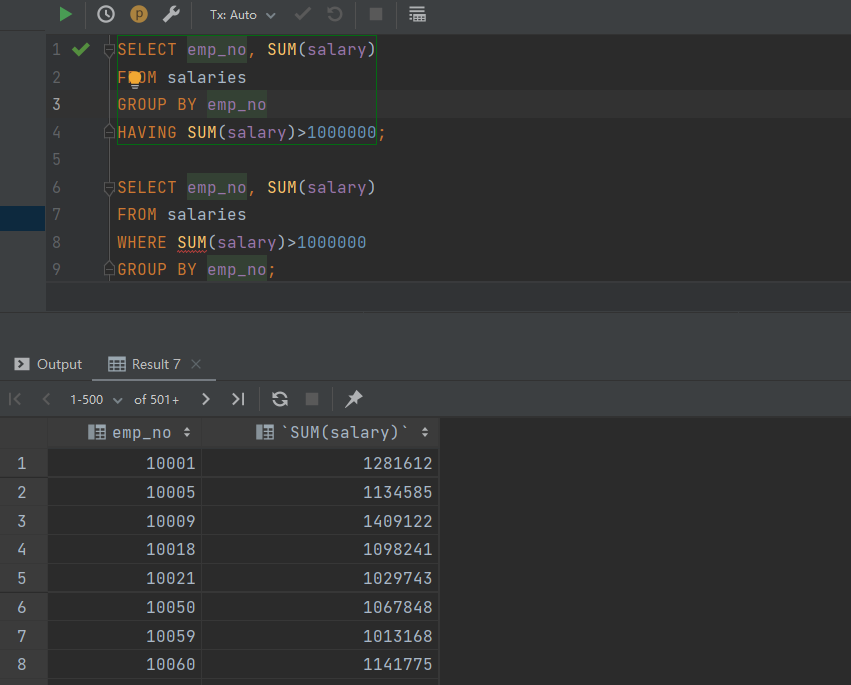 p Tx: Auto
1 SELECT emp_no, SUM(salary)
2 FROM salaries
3 GROUP BY emp_no
4 HAVING SUM(salary)>1000000;
5
6 SELECT emp_no, SUM(salary)
7 FROM salaries
8 WHERE SUM(salary)>1000000
9 GROUP BY emp_no;
Output Result 7
1-500 of 501+
emp_no `SUM(salary)`
1 10001 1281612
2 10005 1134585
3 10009 1409122
4 10018 1098241
5 10021 1029743
6 10050 1067848
7 10059 1013168
8 10060 1141775